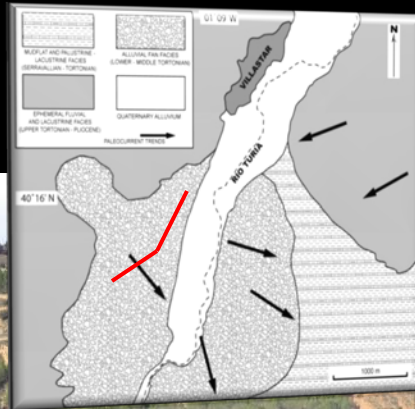 01 09 W
N
MUDFLAT AND PALUSTRINE -
LACUSTRINE FACIES
(SERRAVALLIAN - TORTONIAN)
ALLUVIAL FAN FACIES
(LOWER - MIDDLE TORTONIAN)
EPHEMERAL FLUVIAL
AND LACUSTRINE FACIES
(UPPER TORTONIAN - PLIOCENE)
QUATERNARY ALLUVIUM
PALEOCURRENT TRENDS
VILLASTAR
RIO TURIA
40°16' N
1000 m